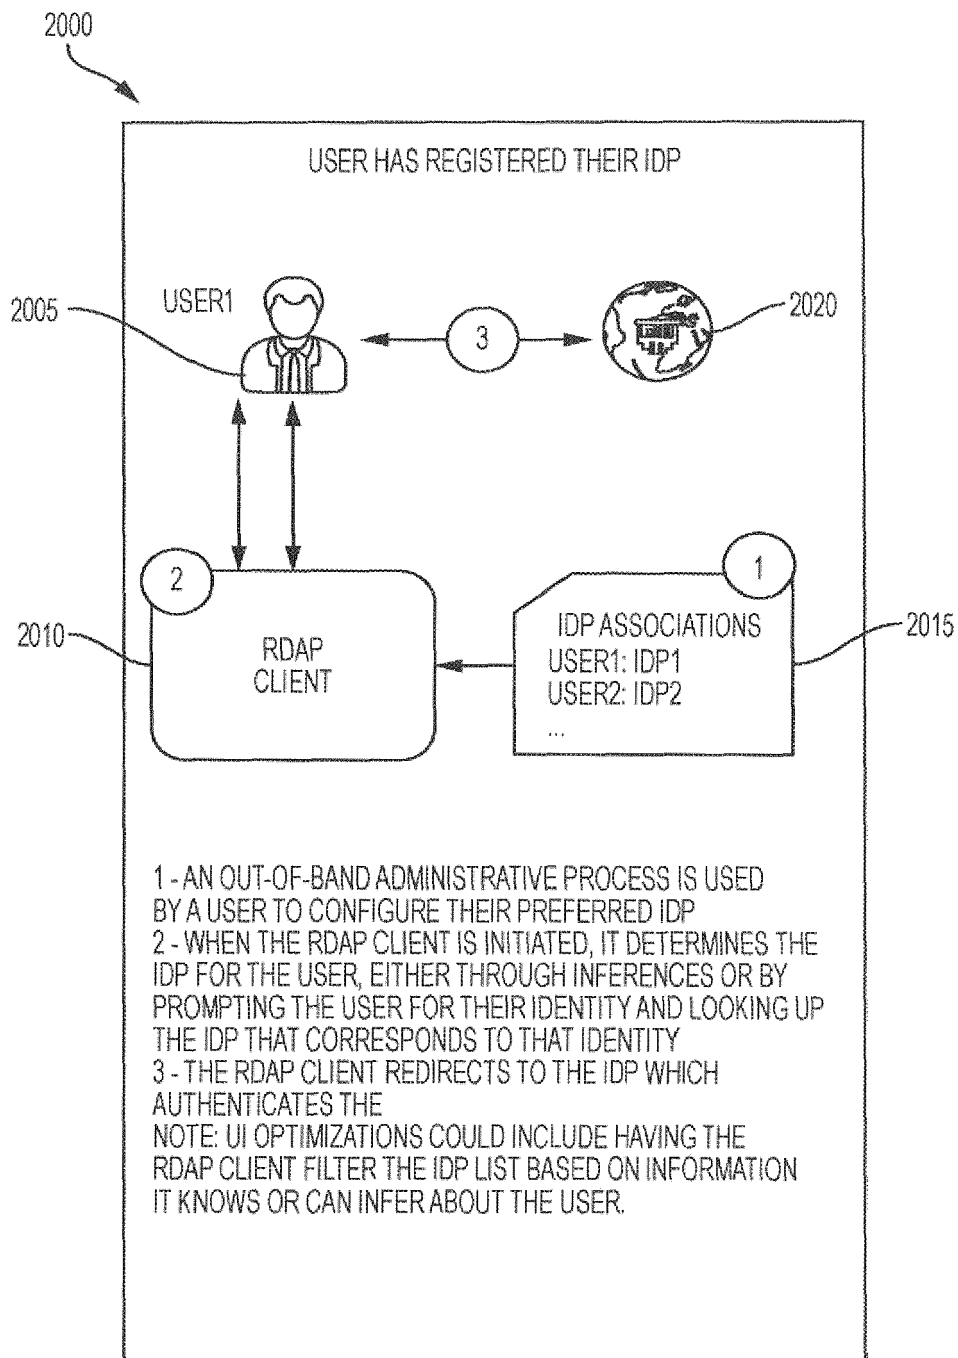 2000
USER HAS REGISTERED THEIR IDP
USER1
2005
3
2020
2
1
2010
RDAP
CLIENT
IDP ASSOCIATIONS
USER1: IDP1
USER2: IDP2
...
2015
1 - AN OUT-OF-BAND ADMINISTRATIVE PROCESS IS USED
BY A USER TO CONFIGURE THEIR PREFERRED IDP
2 - WHEN THE RDAP CLIENT IS INITIATED, IT DETERMINES THE
IDP FOR THE USER, EITHER THROUGH INFERENCES OR BY
PROMPTING THE USER FOR THEIR IDENTITY AND LOOKING UP
THE IDP THAT CORRESPONDS TO THAT IDENTITY
3 - THE RDAP CLIENT REDIRECTS TO THE IDP WHICH
AUTHENTICATES THE
NOTE: UI OPTIMIZATIONS COULD INCLUDE HAVING THE
RDAP CLIENT FILTER THE IDP LIST BASED ON INFORMATION
IT KNOWS OR CAN INFER ABOUT THE USER.